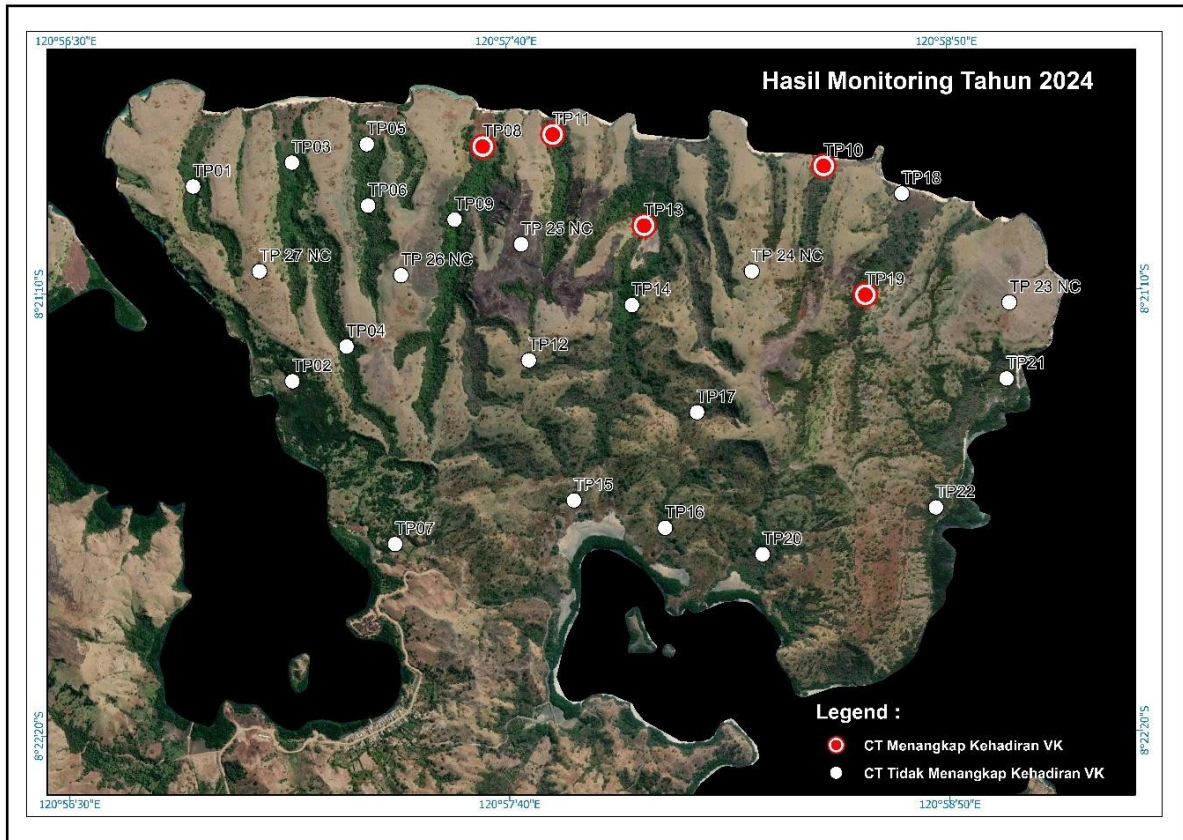 120°56'30"E
120°57'40"E
120°58'50"E
Hasil Monitoring Tahun 2024
TP05
TP08
TP11
TP03
TP10
TP01
TP18
TP06
TP09
TP13
TP 25 NC
TP 27 NC
TP 26 NC
TP 24 NC
TP19
8°21'10"S
8°21'10"S
TP14
TP 23 NC
TP04
TP12
TP02
TP21
TP17
TP15
TP22
TP16
TP07
TP20
Legend :
CT Menangkap Kehadiran VK
CT Tidak Menangkap Kehadiran VK
8°22'20"S
8°22'20"S
120°56'30"E
120°57'40"E
120°58'50"E